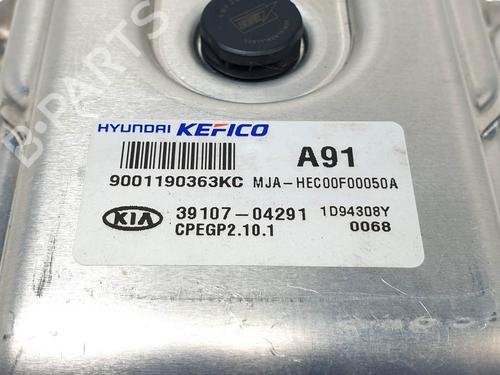 HYUNDAI KEFICO
A91
9001190363KC MJA-HEC00F00050A
KIA 39107-04291 1D94308Y
CPEGP2.10.1 0068
B-PARTS